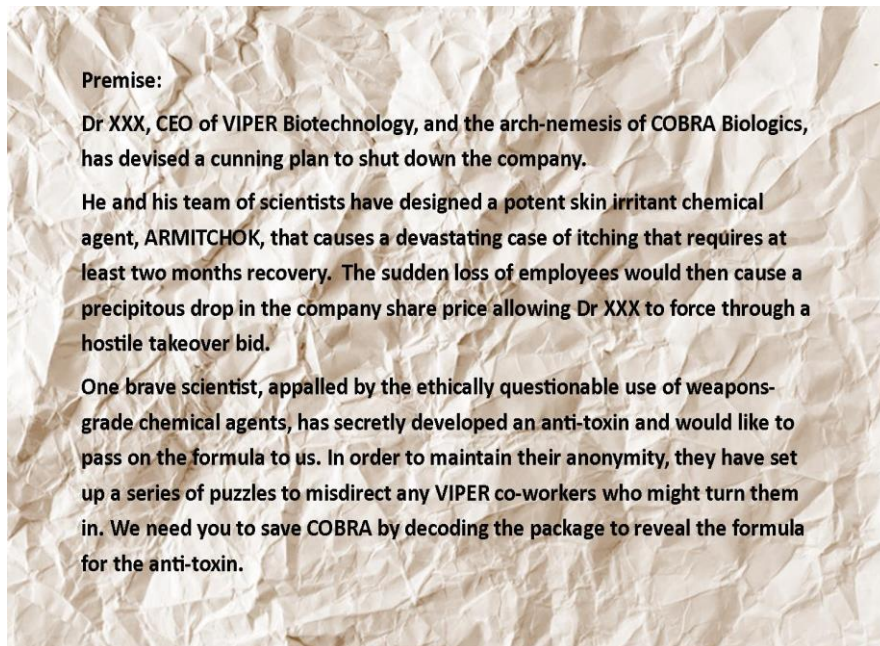 Premise:
Dr XXX, CEO of VIPER Biotechnology, and the arch-nemesis of COBRA Biologics,
has devised a cunning plan to shut down the company.
He and his team of scientists have designed a potent skin irritant chemical
agent, ARMITCHOK, that causes a devastating case of itching that requires at
least two months recovery.  The sudden loss of employees would then cause a
precipitous drop in the company share price allowing Dr XXX to force through a
hostile takeover bid.
One brave scientist, appalled by the ethically questionable use of weapons-
grade chemical agents, has secretly developed an anti-toxin and would like to
pass on the formula to us. In order to maintain their anonymity, they have set
up a series of puzzles to misdirect any VIPER co-workers who might turn them
in. We need you to save COBRA by decoding the package to reveal the formula
for the anti-toxin.